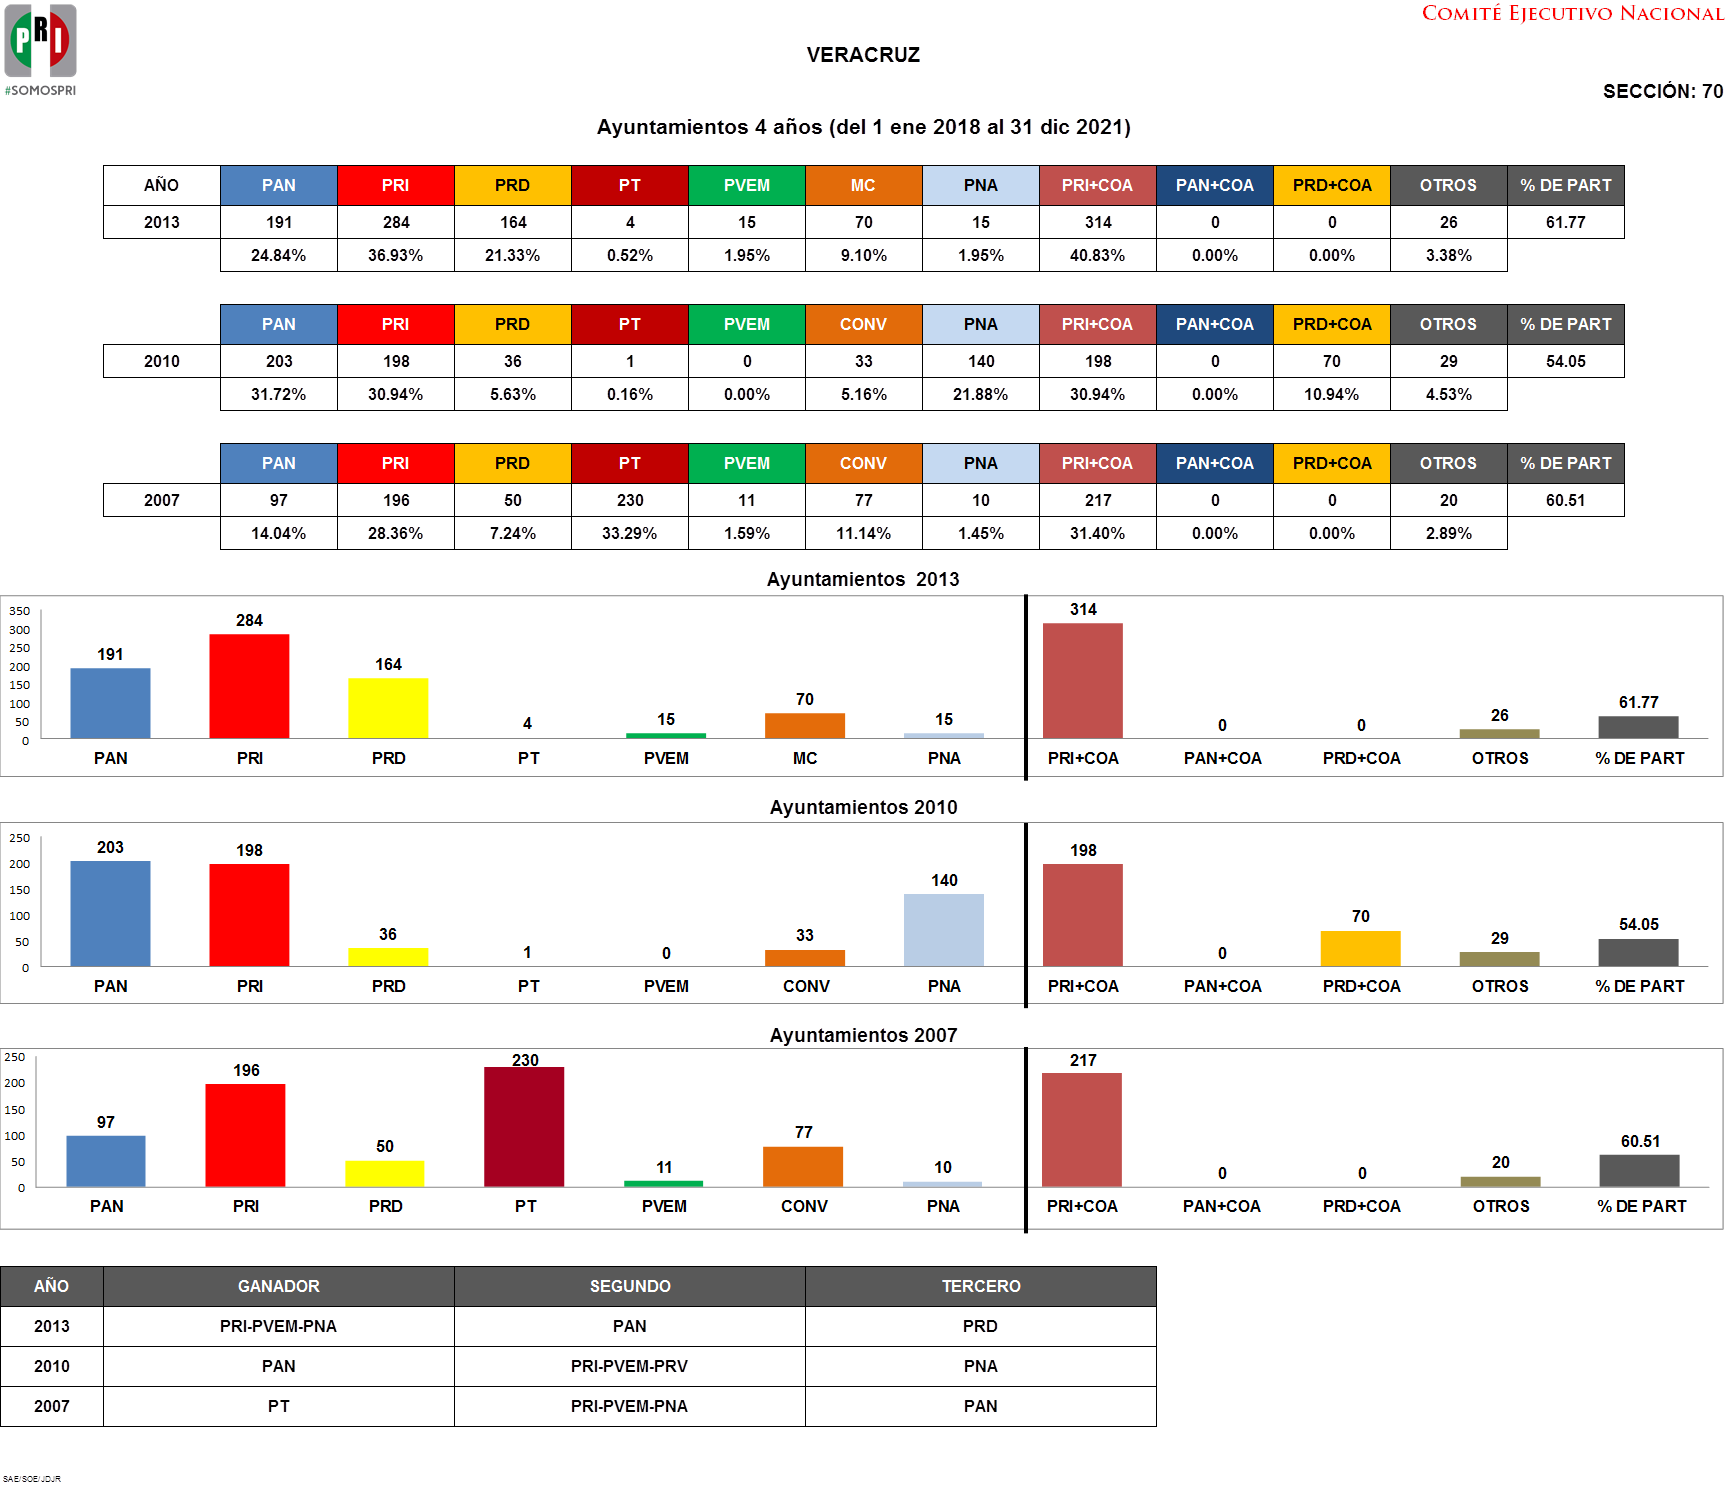 PRI
#SOMOSPRI
COMITÉ EJECUTIVO NACIONAL
VERACRUZ
SECCIÓN: 70
Ayuntamientos 4 años (del 1 ene 2018 al 31 dic 2021)
AÑO PAN PRI PRD PT PVEM MC PNA PRI+COA PAN+COA PRD+COA OTROS % DE PART
2013 191 284 164 4 15 70 15 314 0 0 26 61.77
24.84% 36.93% 21.33% 0.52% 1.95% 9.10% 1.95% 40.83% 0.00% 0.00% 3.38%
PAN PRI PRD PT PVEM CONV PNA PRI+COA PAN+COA PRD+COA OTROS % DE PART
2010 203 198 36 1 0 33 140 198 0 70 29 54.05
31.72% 30.94% 5.63% 0.16% 0.00% 5.16% 21.88% 30.94% 0.00% 10.94% 4.53%
PAN PRI PRD PT PVEM CONV PNA PRI+COA PAN+COA PRD+COA OTROS % DE PART
2007 97 196 50 230 11 77 10 217 0 0 20 60.51
14.04% 28.36% 7.24% 33.29% 1.59% 11.14% 1.45% 31.40% 0.00% 0.00% 2.89%
Ayuntamientos 2013
350
300
250
200
150
100
50
0
191 284 164 4 15 70 15 314 0 0 26 61.77
PAN PRI PRD PT PVEM MC PNA PRI+COA PAN+COA PRD+COA OTROS % DE PART
Ayuntamientos 2010
250
200
150
100
50
0
203 198 36 1 0 33 140 198 0 70 29 54.05
PAN PRI PRD PT PVEM CONV PNA PRI+COA PAN+COA PRD+COA OTROS % DE PART
Ayuntamientos 2007
250
200
150
100
50
0
97 196 50 230 11 77 10 217 0 0 20 60.51
PAN PRI PRD PT PVEM CONV PNA PRI+COA PAN+COA PRD+COA OTROS % DE PART
AÑO GANADOR SEGUNDO TERCERO
2013 PRI-PVEM-PNA PAN PRD
2010 PAN PRI-PVEM-PRV PNA
2007 PT PRI-PVEM-PNA PAN
SAE/SOE/JDJR